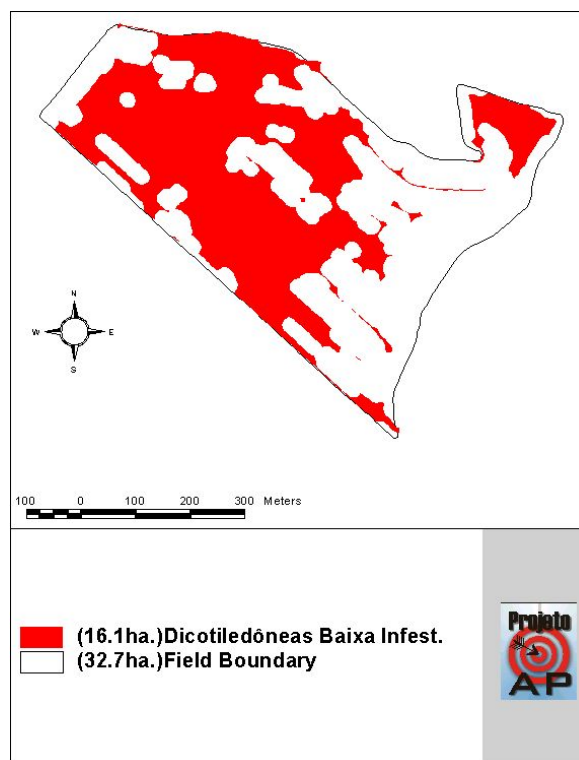 N
W E
S
100 0 100 200 300 Meters
(16.1ha.)Dicotiledôneas Baixa Infest.
(32.7ha.)Field Boundary
Projeto
AP